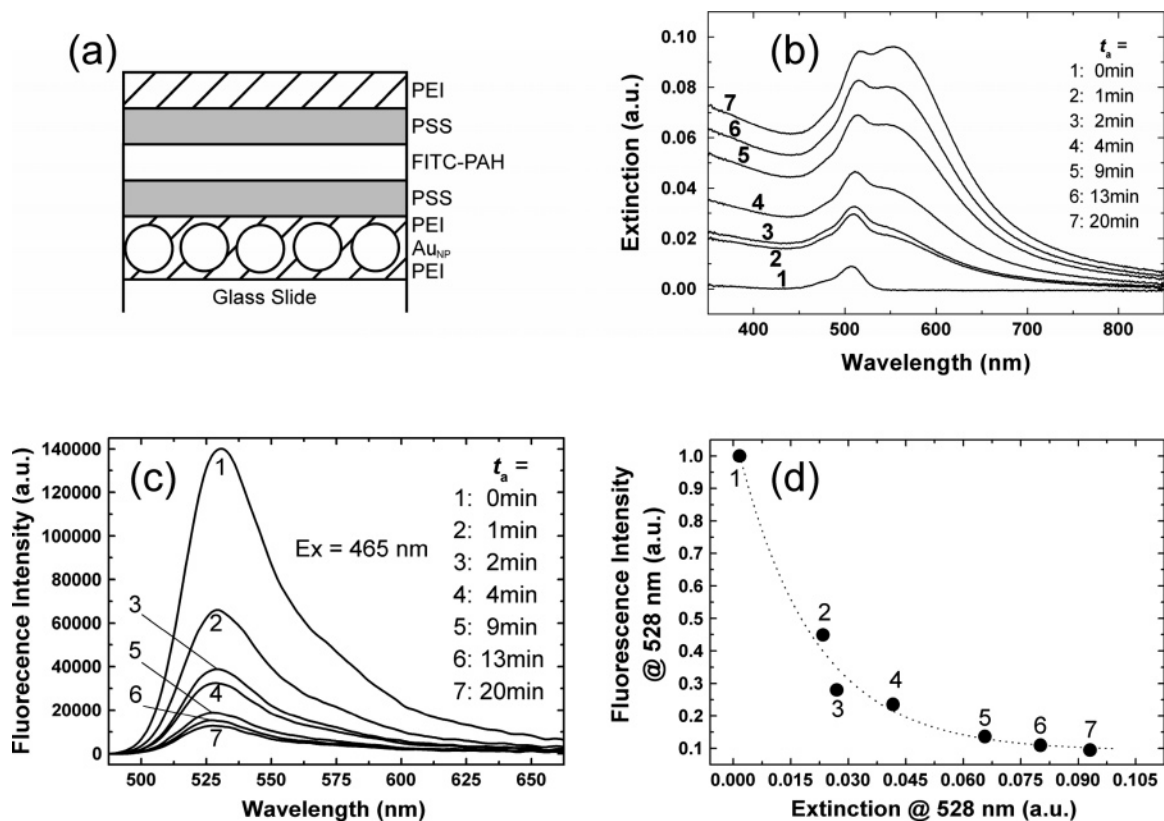 (a)
PEI
PSS
FITC-PAH
PSS
PEI
AuNP
PEI
Glass Slide
(b)
Extinction (a.u.)
0.10
0.08
0.06
0.04
0.02
0.00
7
6
5
4
3
2
1
ta =
1: 0min
2: 1min
3: 2min
4: 4min
5: 9min
6: 13min
7: 20min
400 500 600 700 800
Wavelength (nm)
(c)
Fluorecence Intensity (a.u.)
140000
120000
100000
80000
60000
40000
20000
0
1
2
3
4
5
6
7
Ex = 465 nm
ta =
1: 0min
2: 1min
3: 2min
4: 4min
5: 9min
6: 13min
7: 20min
500 525 550 575 600 625 650
Wavelength (nm)
(d)
Fluorescence Intensity
@ 528 nm (a.u.)
1.0
0.9
0.8
0.7
0.6
0.5
0.4
0.3
0.2
0.1
1
2
3
4
5
6
7
0.000 0.015 0.030 0.045 0.060 0.075 0.090 0.105
Extinction @ 528 nm (a.u.)